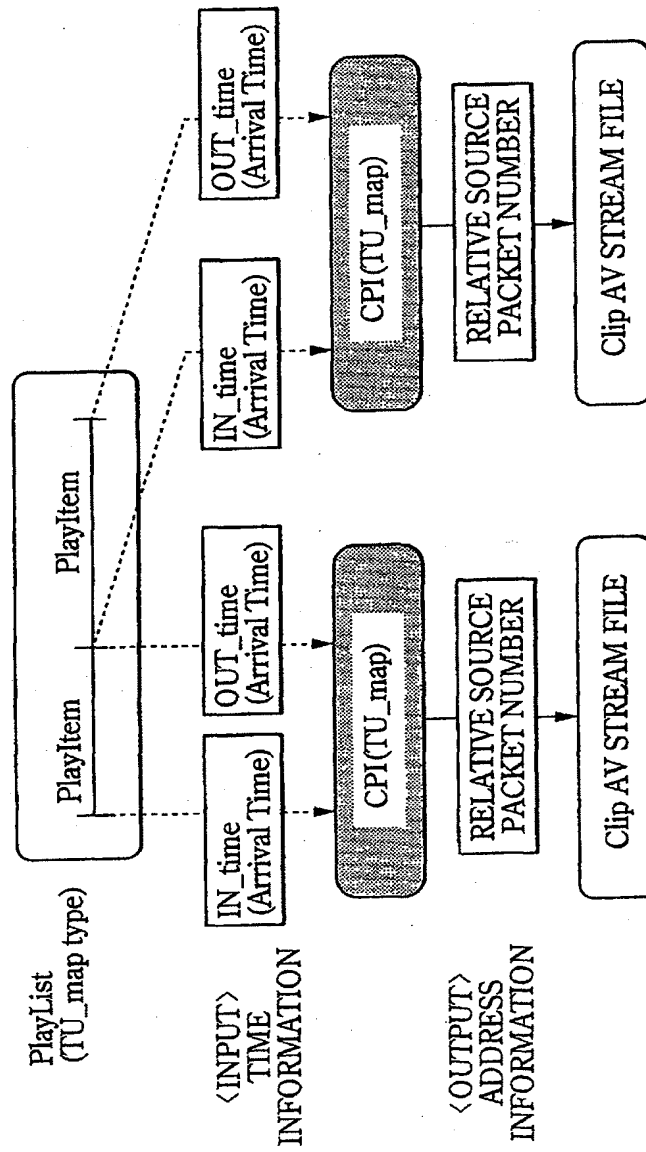 PlayList
(TU_map type)
PlayItem
PlayItem
<INPUT>
TIME
INFORMATION
IN_time
(Arrival Time)
OUT_time
(Arrival Time)
IN_time
(Arrival Time)
OUT_time
(Arrival Time)
CPI(TU_map)
CPI(TU_map)
<OUTPUT>
ADDRESS
INFORMATION
RELATIVE SOURCE
PACKET NUMBER
RELATIVE SOURCE
PACKET NUMBER
Clip AV STREAM FILE
Clip AV STREAM FILE